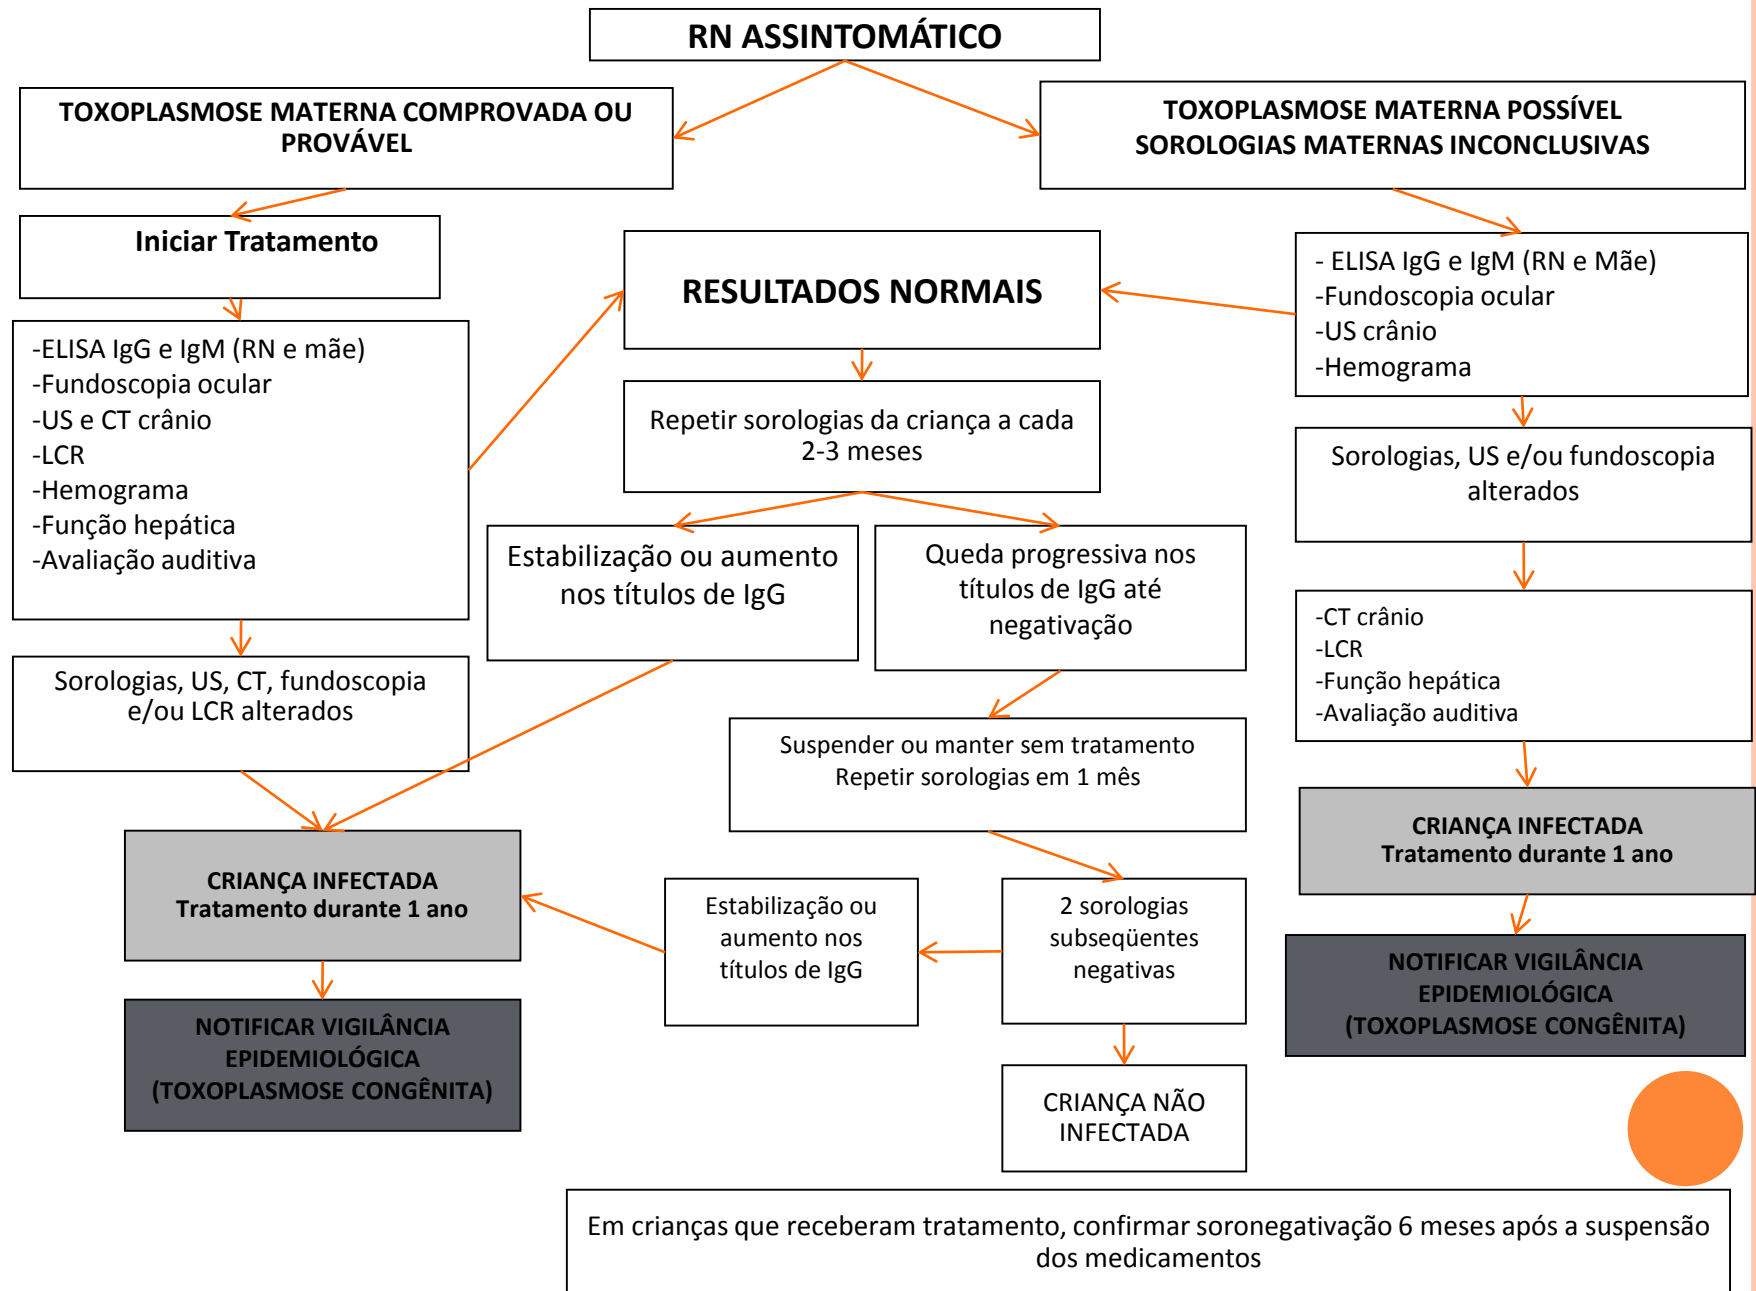 RN ASSINTOMÁTICO
TOXOPLASMOSE MATERNA COMPROVADA OU
PROVÁVEL
TOXOPLASMOSE MATERNA POSSÍVEL
SOROLOGIAS MATERNAS INCONCLUSIVAS
Iniciar Tratamento
-ELISA IgG e IgM (RN e mãe)
-Fundoscopia ocular
-US e CT crânio
-LCR
-Hemograma
-Função hepática
-Avaliação auditiva
Sorologias, US, CT, fundoscopia
e/ou LCR alterados
RESULTADOS NORMAIS
Repetir sorologias da criança a cada
2-3 meses
Estabilização ou aumento
nos títulos de IgG
Queda progressiva nos
títulos de IgG até
negativação
Suspender ou manter sem tratamento
Repetir sorologias em 1 mês
- ELISA IgG e IgM (RN e Mãe)
-Fundoscopia ocular
-US crânio
-Hemograma
Sorologias, US e/ou fundoscopia
alterados
-CT crânio
-LCR
-Função hepática
-Avaliação auditiva
CRIANÇA INFECTADA
Tratamento durante 1 ano
NOTIFICAR VIGILÂNCIA
EPIDEMIOLÓGICA
(TOXOPLASMOSE CONGÊNITA)
Estabilização ou
aumento nos
títulos de IgG
2 sorologias
subseqüentes
negativas
CRIANÇA NÃO
INFECTADA
CRIANÇA INFECTADA
Tratamento durante 1 ano
NOTIFICAR VIGILÂNCIA
EPIDEMIOLÓGICA
(TOXOPLASMOSE CONGÊNITA)
Em crianças que receberam tratamento, confirmar soronegativação 6 meses após a suspensão
dos medicamentos